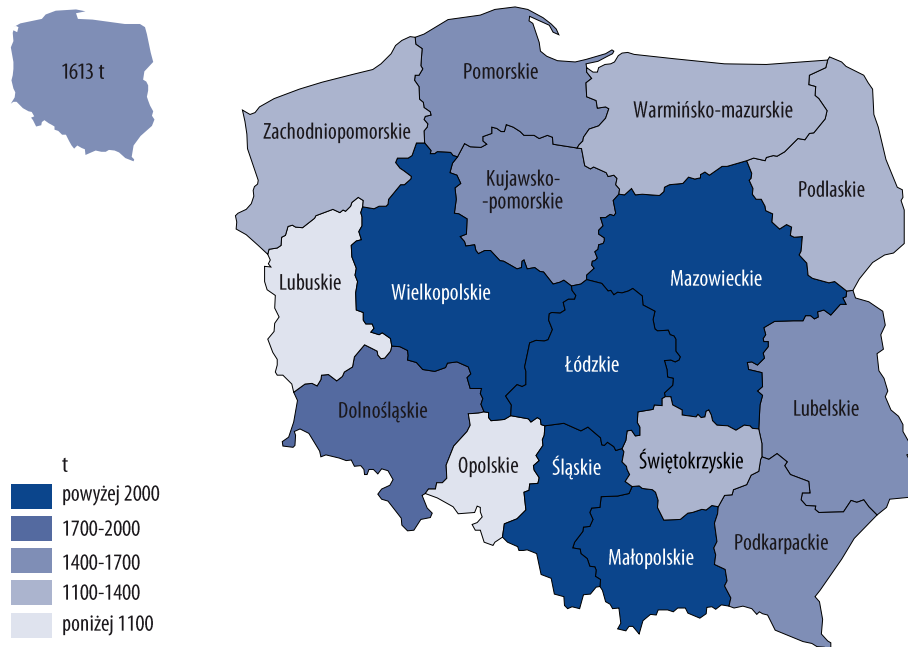 1613 t
Pomorskie
Zachodniopomorskie
Warmińsko-mazurskie
Kujawsko-
-pomorskie
Podlaskie
Lubuskie
Wielkopolskie
Mazowieckie
Łódzkie
Dolnośląskie
Lubelskie
Opolskie
Śląskie
Świętokrzyskie
Małopolskie
Podkarpackie
t
powyżej 2000
1700-2000
1400-1700
1100-1400
poniżej 1100